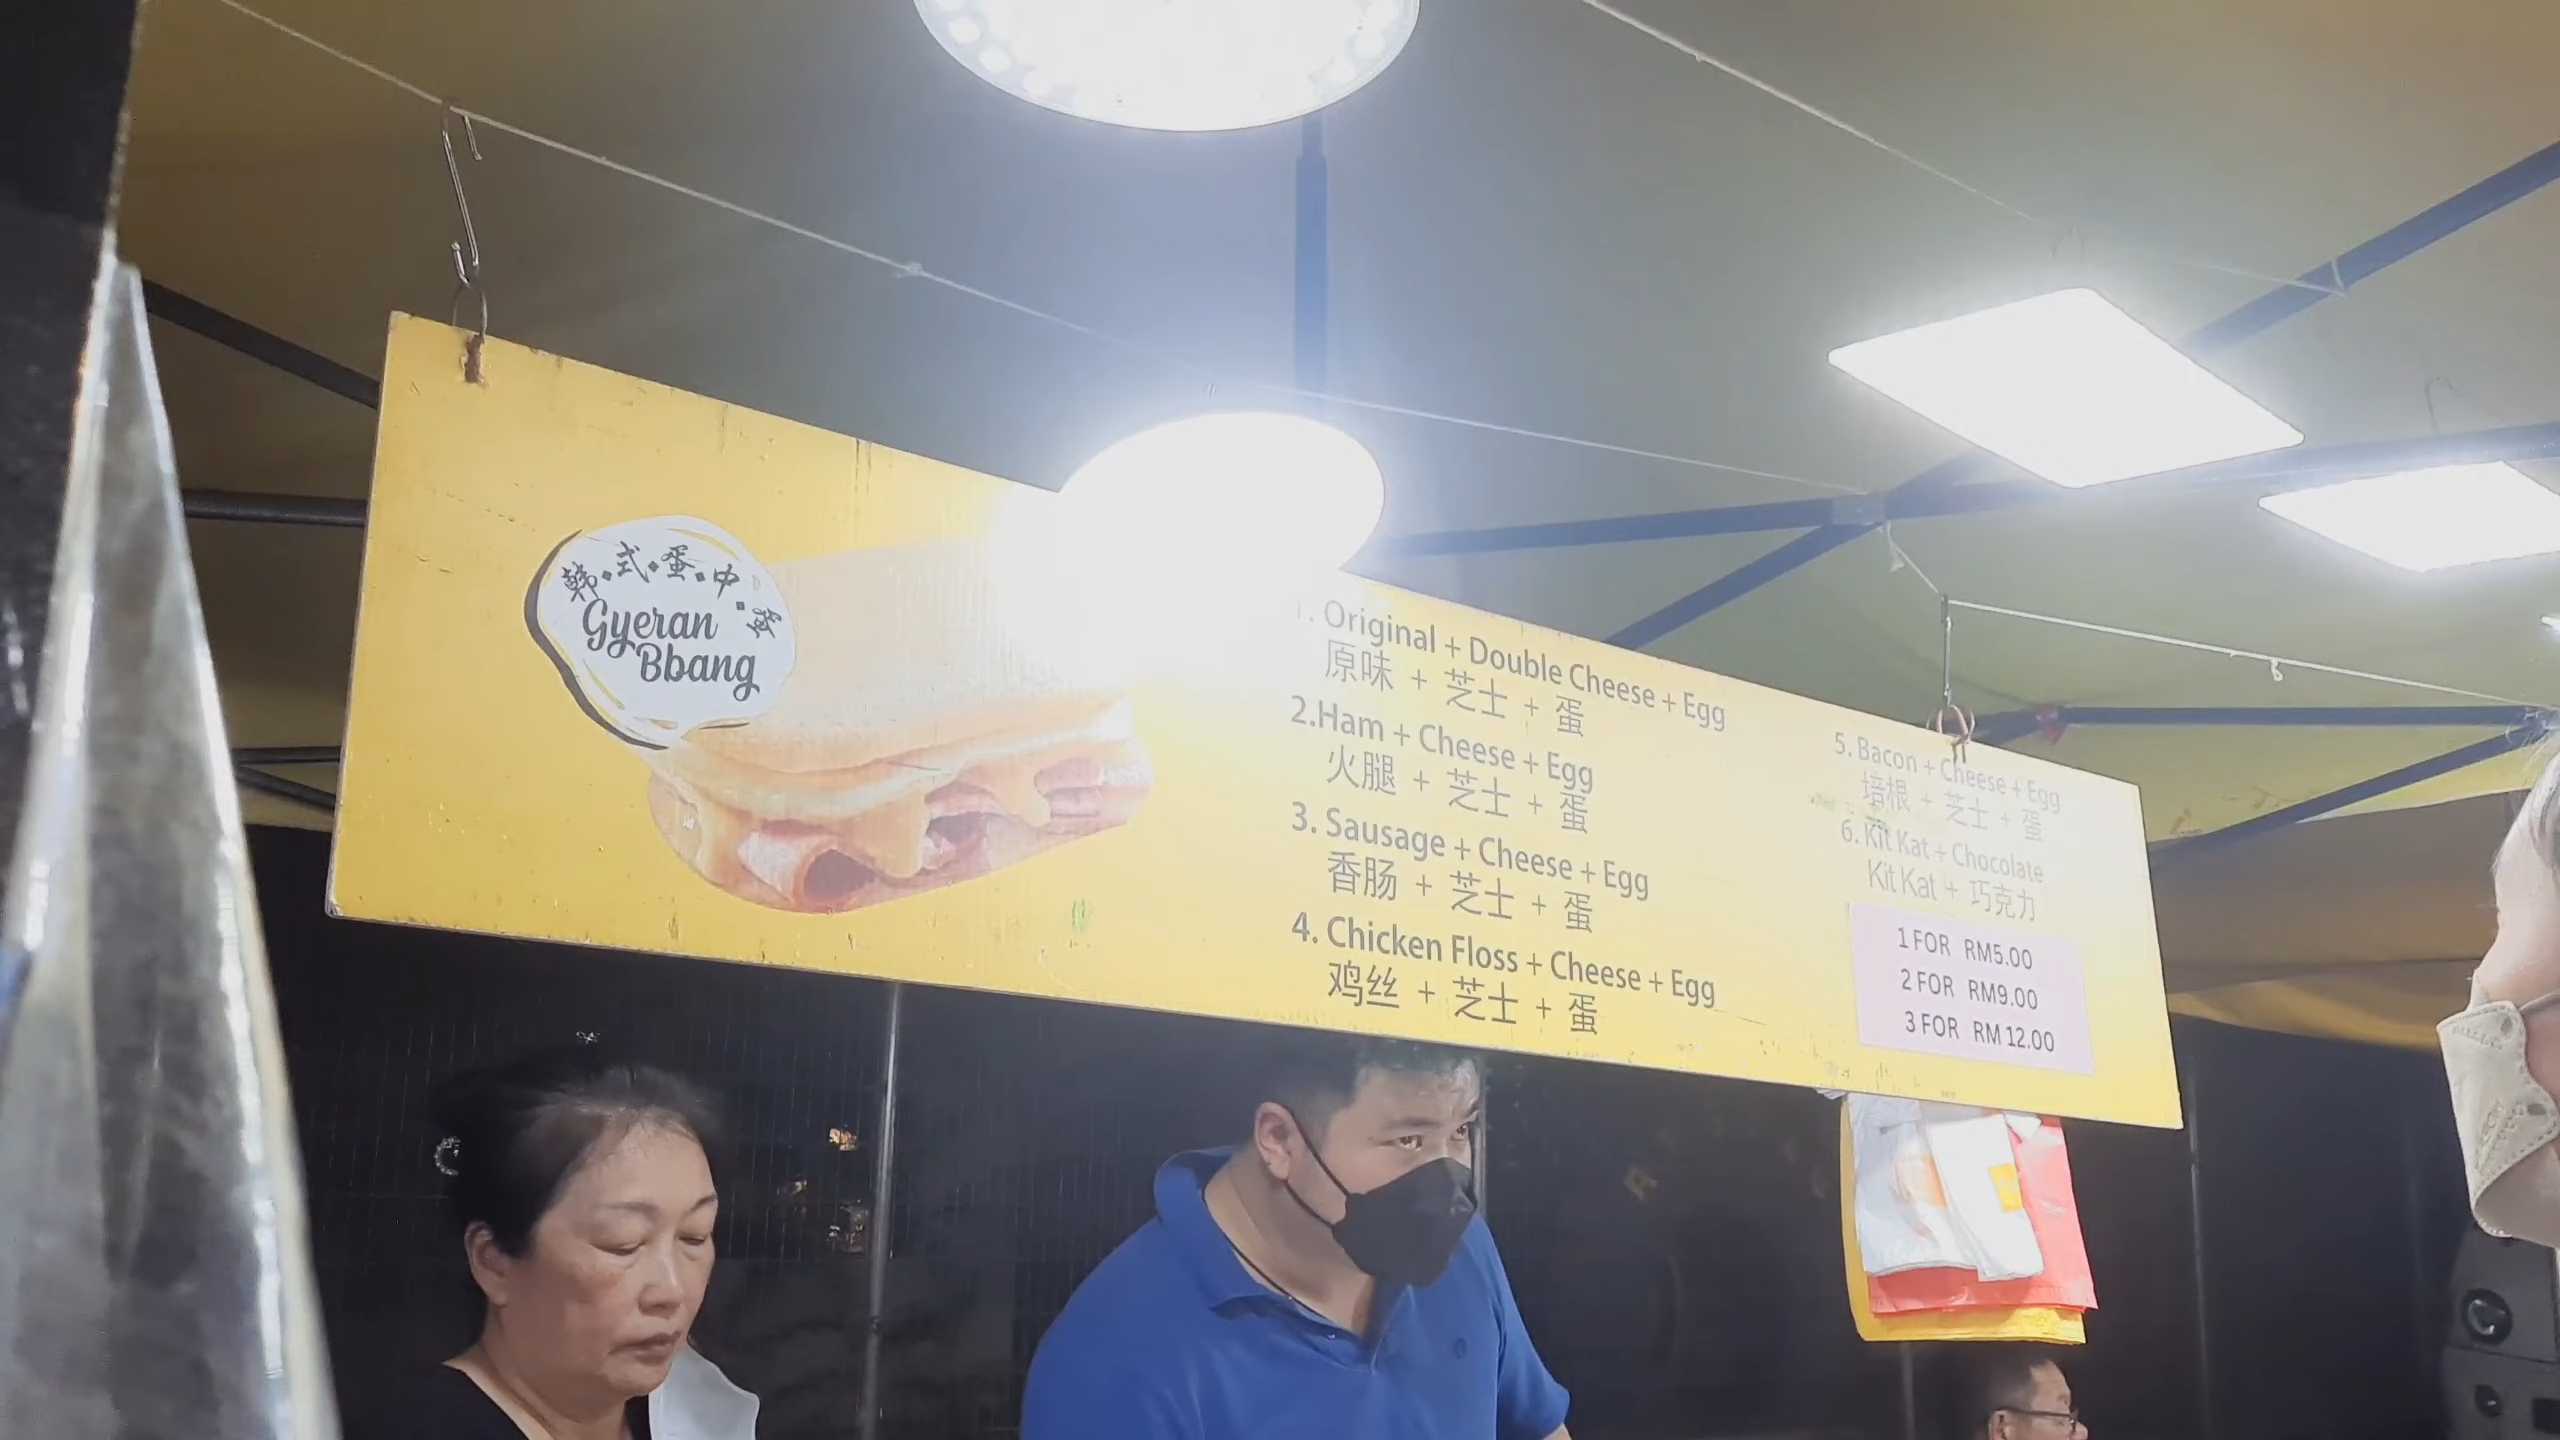 韩·式·蛋·中·蛋
Gyeran
Bbang
1. Original + Double Cheese + Egg
原味 + 芝士 + 蛋
2.Ham + Cheese + Egg
火腿 + 芝士 + 蛋
3. Sausage + Cheese + Egg
香肠 + 芝士 + 蛋
4. Chicken Floss + Cheese + Egg
鸡丝 + 芝士 + 蛋
5. Bacon + Cheese + Egg
培根 + 芝士 + 蛋
6. Kit Kat + Chocolate
Kit Kat + 巧克力
1 FOR RM5.00
2 FOR RM9.00
3 FOR RM 12.00